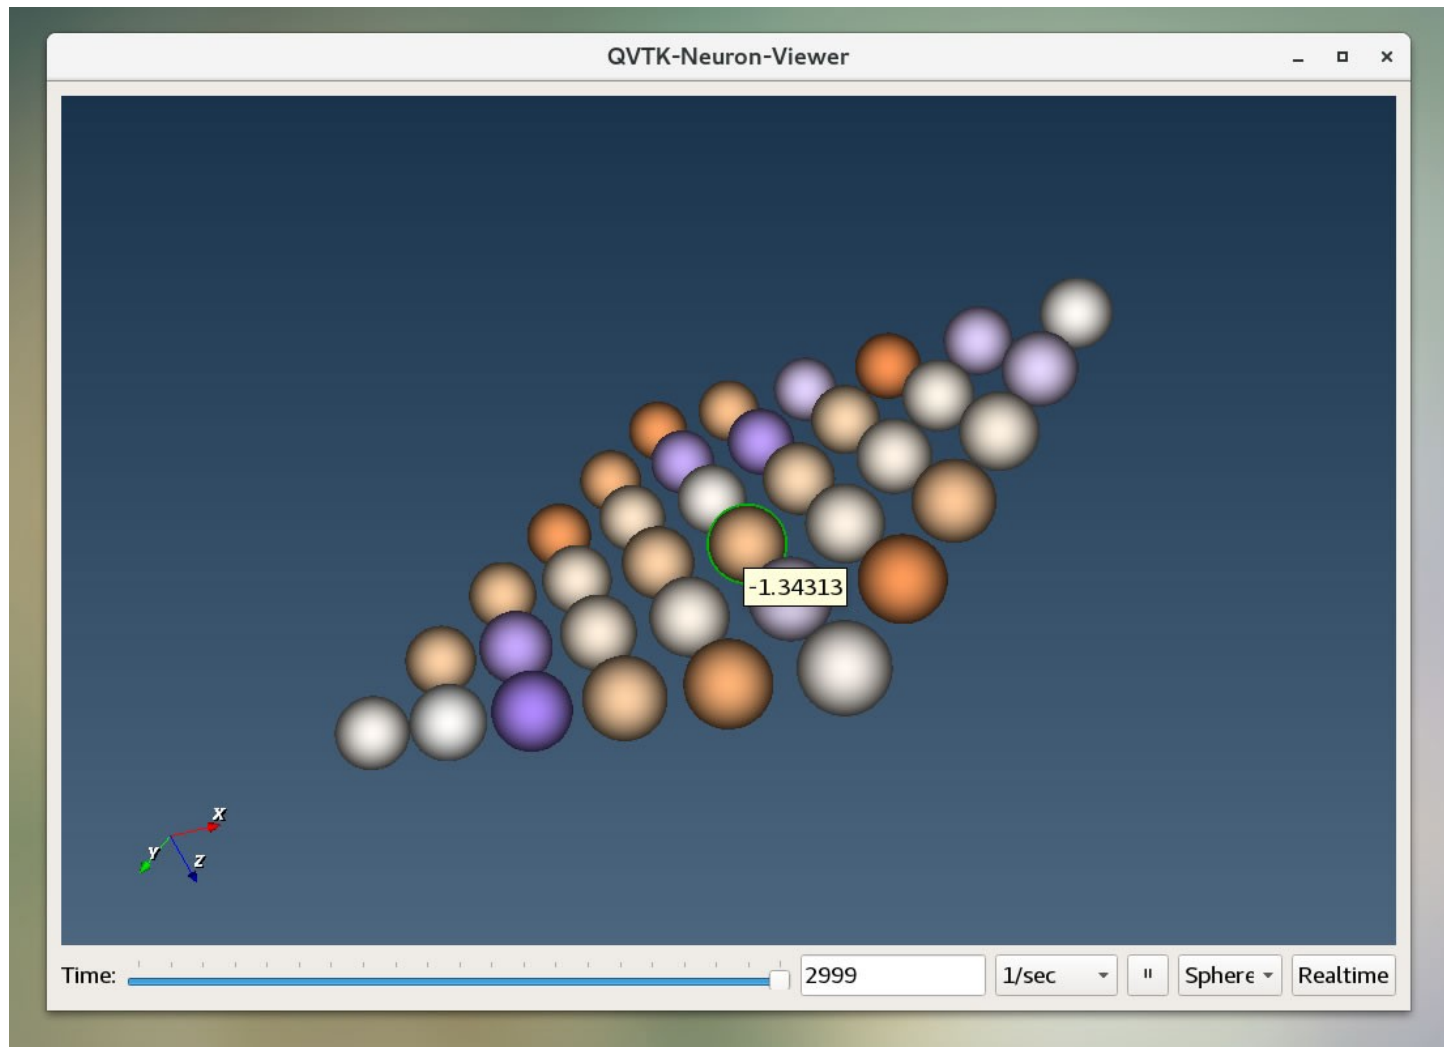 QVTK-Neuron-Viewer
-1.34313
X
Y
Z
Time:
2999
1/sec
Sphere
Realtime